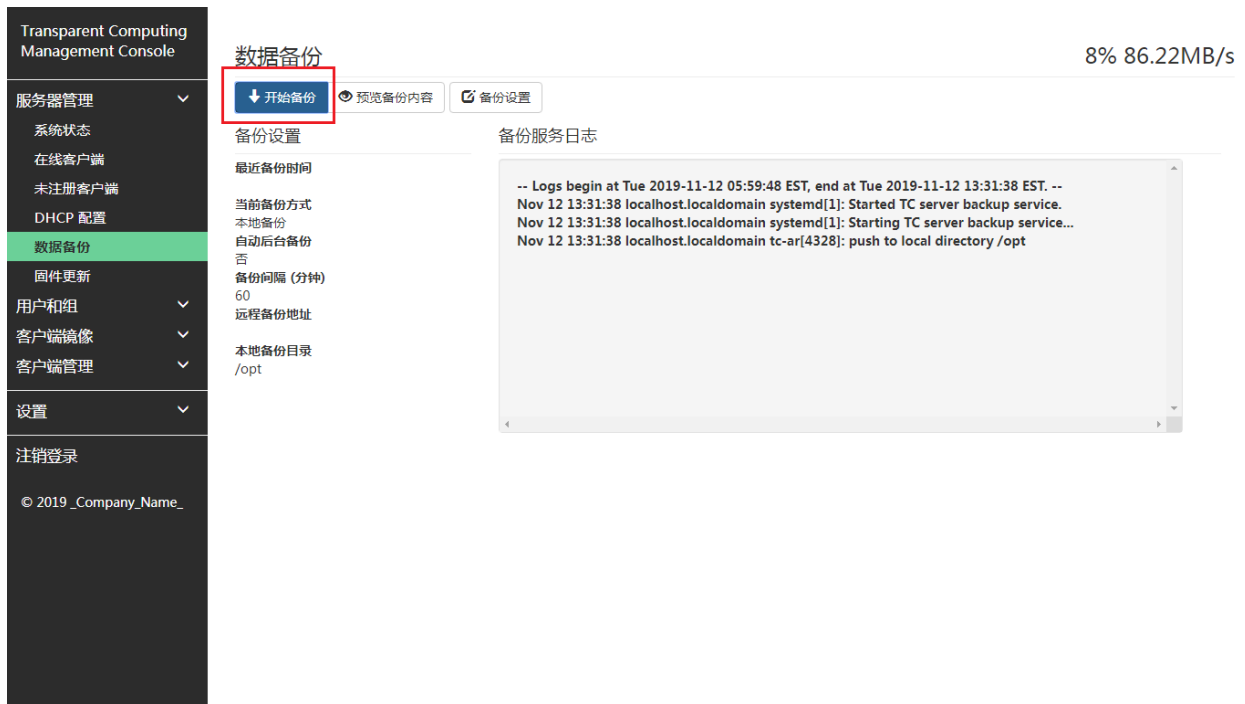 Transparent Computing
Management Console
服务器管理
系统状态
在线客户端
未注册客户端
DHCP 配置
数据备份
固件更新
用户和组
客户端镜像
客户端管理
设置
注销登录
© 2019 _Company_Name_
数据备份
8% 86.22MB/s
开始备份
预览备份内容
备份设置
备份设置
最近备份时间
当前备份方式
本地备份
自动后台备份
否
备份间隔 (分钟)
60
远程备份地址
本地备份目录
/opt
备份服务日志
-- Logs begin at Tue 2019-11-12 05:59:48 EST, end at Tue 2019-11-12 13:31:38 EST. --
Nov 12 13:31:38 localhost.localdomain systemd[1]: Started TC server backup service.
Nov 12 13:31:38 localhost.localdomain systemd[1]: Starting TC server backup service...
Nov 12 13:31:38 localhost.localdomain tc-ar[4328]: push to local directory /opt